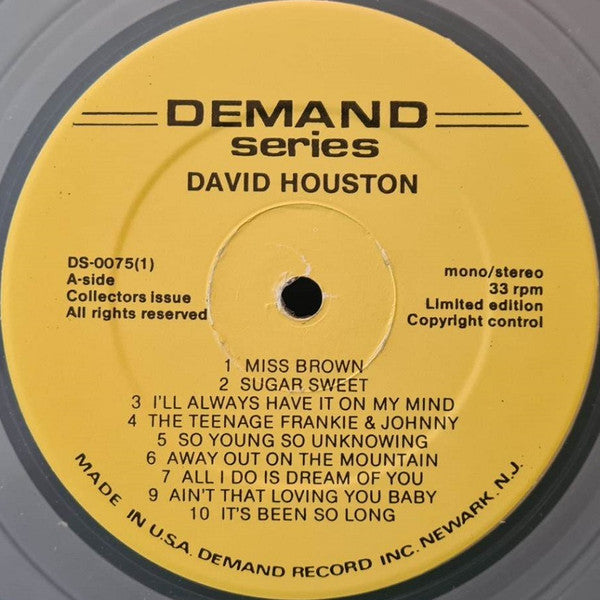 DEMAND
series
DAVID HOUSTON
DS-0075(1)
A-side
Collectors issue
All rights reserved
mono/stereo
33 rpm
Limited edition
Copyright control
1 MISS BROWN
2 SUGAR SWEET
3 I'LL ALWAYS HAVE IT ON MY MIND
4 THE TEENAGE FRANKIE & JOHNNY
5 SO YOUNG SO UNKNOWING
6 AWAY OUT ON THE MOUNTAIN
7 ALL I DO IS DREAM OF YOU
9 AIN'T THAT LOVING YOU BABY
10 IT'S BEEN SO LONG
MADE IN U.S.A. DEMAND RECORD INC. NEWARK. N.J.